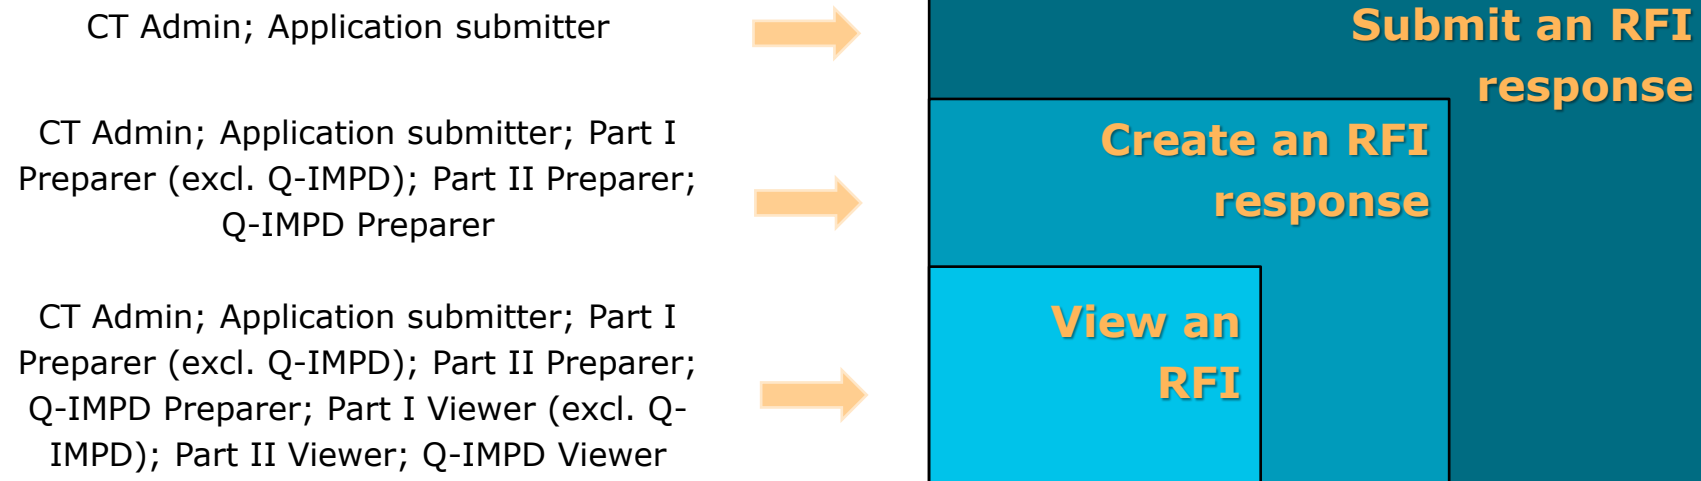 CT Admin; Application submitter
Submit an RFI
response
CT Admin; Application submitter; Part I
Preparer (excl. Q-IMPD); Part II Preparer;
Q-IMPD Preparer
Create an RFI
response
CT Admin; Application submitter; Part I
Preparer (excl. Q-IMPD); Part II Preparer;
Q-IMPD Preparer; Part I Viewer (excl. Q-
IMPD); Part II Viewer; Q-IMPD Viewer
View an
RFI